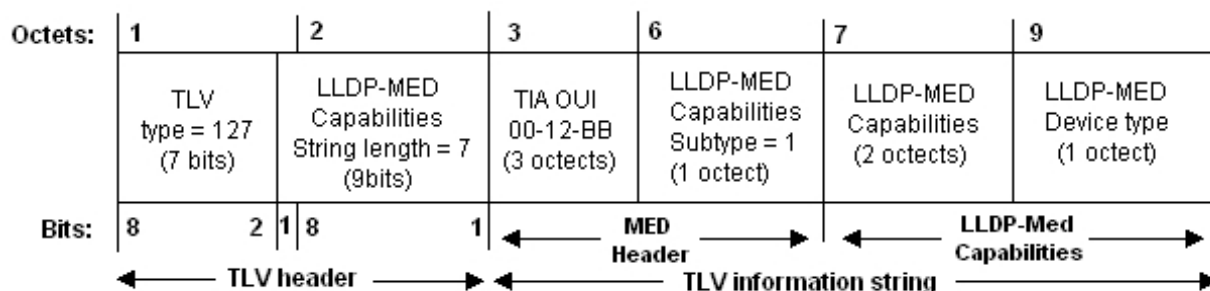 Octets: 1 2 3 6 7 9
TLV
type = 127
(7 bits)
LLDP-MED
Capabilities
String length = 7
(9bits)
TIA OUI
00-12-BB
(3 octects)
LLDP-MED
Capabilities
Subtype = 1
(1 octect)
LLDP-MED
Capabilities
(2 octects)
LLDP-MED
Device type
(1 octect)
Bits: 8 2 1 8 1
MED
Header
LLDP-Med
Capabilities
TLV header
TLV information string